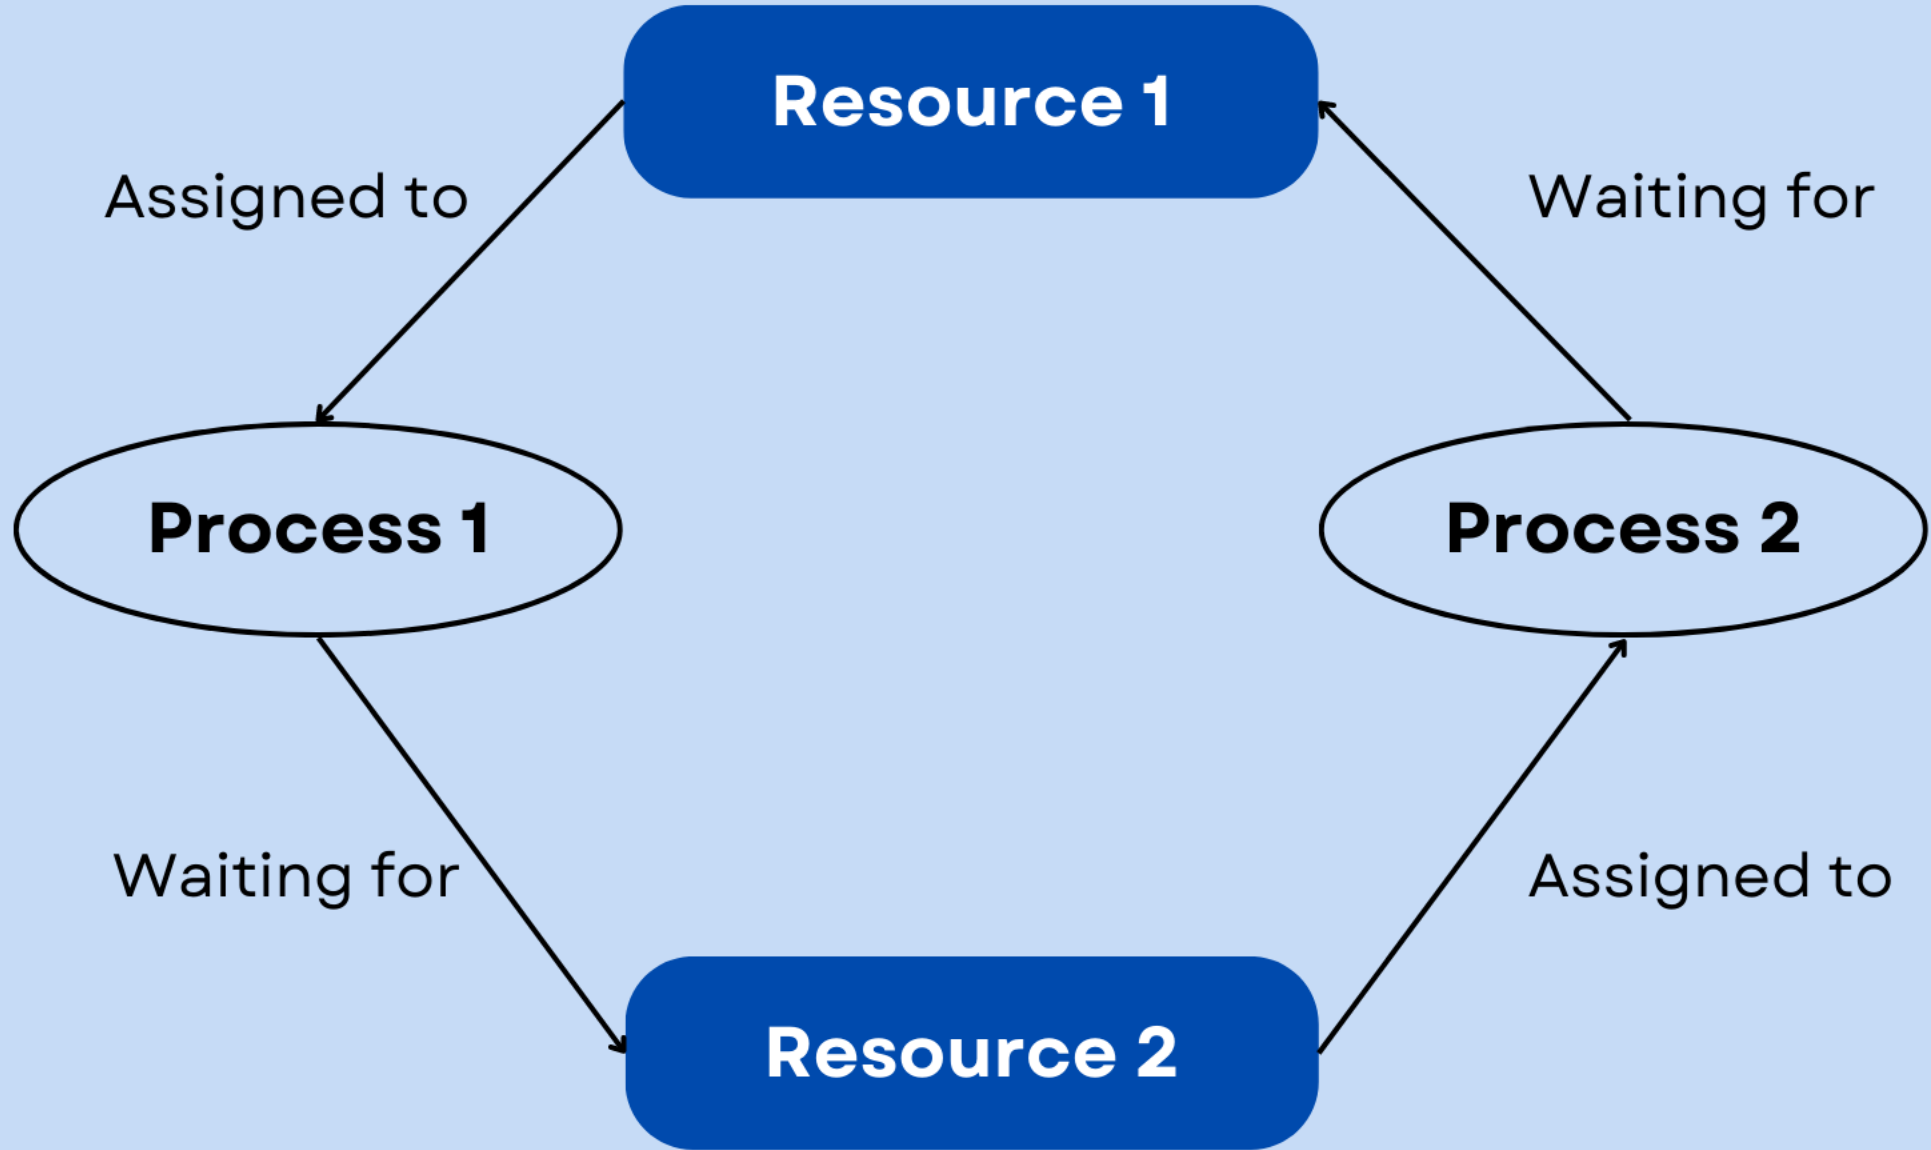 Resource 1
Assigned to
Waiting for
Process 1
Process 2
Waiting for
Assigned to
Resource 2